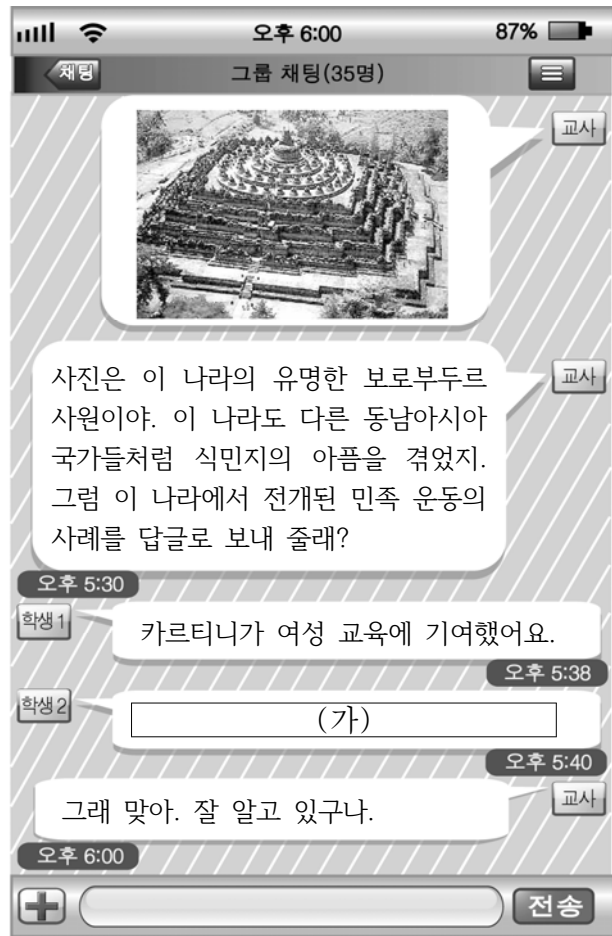 오후 6:00
87%
채팅
그룹 채팅(35명)
교사
사진은 이 나라의 유명한 보로부두르
사원이야. 이 나라도 다른 동남아시아
국가들처럼 식민지의 아픔을 겪었지.
그럼 이 나라에서 전개된 민족 운동의
사례를 답글로 보내 줄래?
교사
오후 5:30
학생1
카르티니가 여성 교육에 기여했어요.
오후 5:38
학생2
(가)
오후 5:40
그래 맞아. 잘 알고 있구나.
교사
오후 6:00
전송